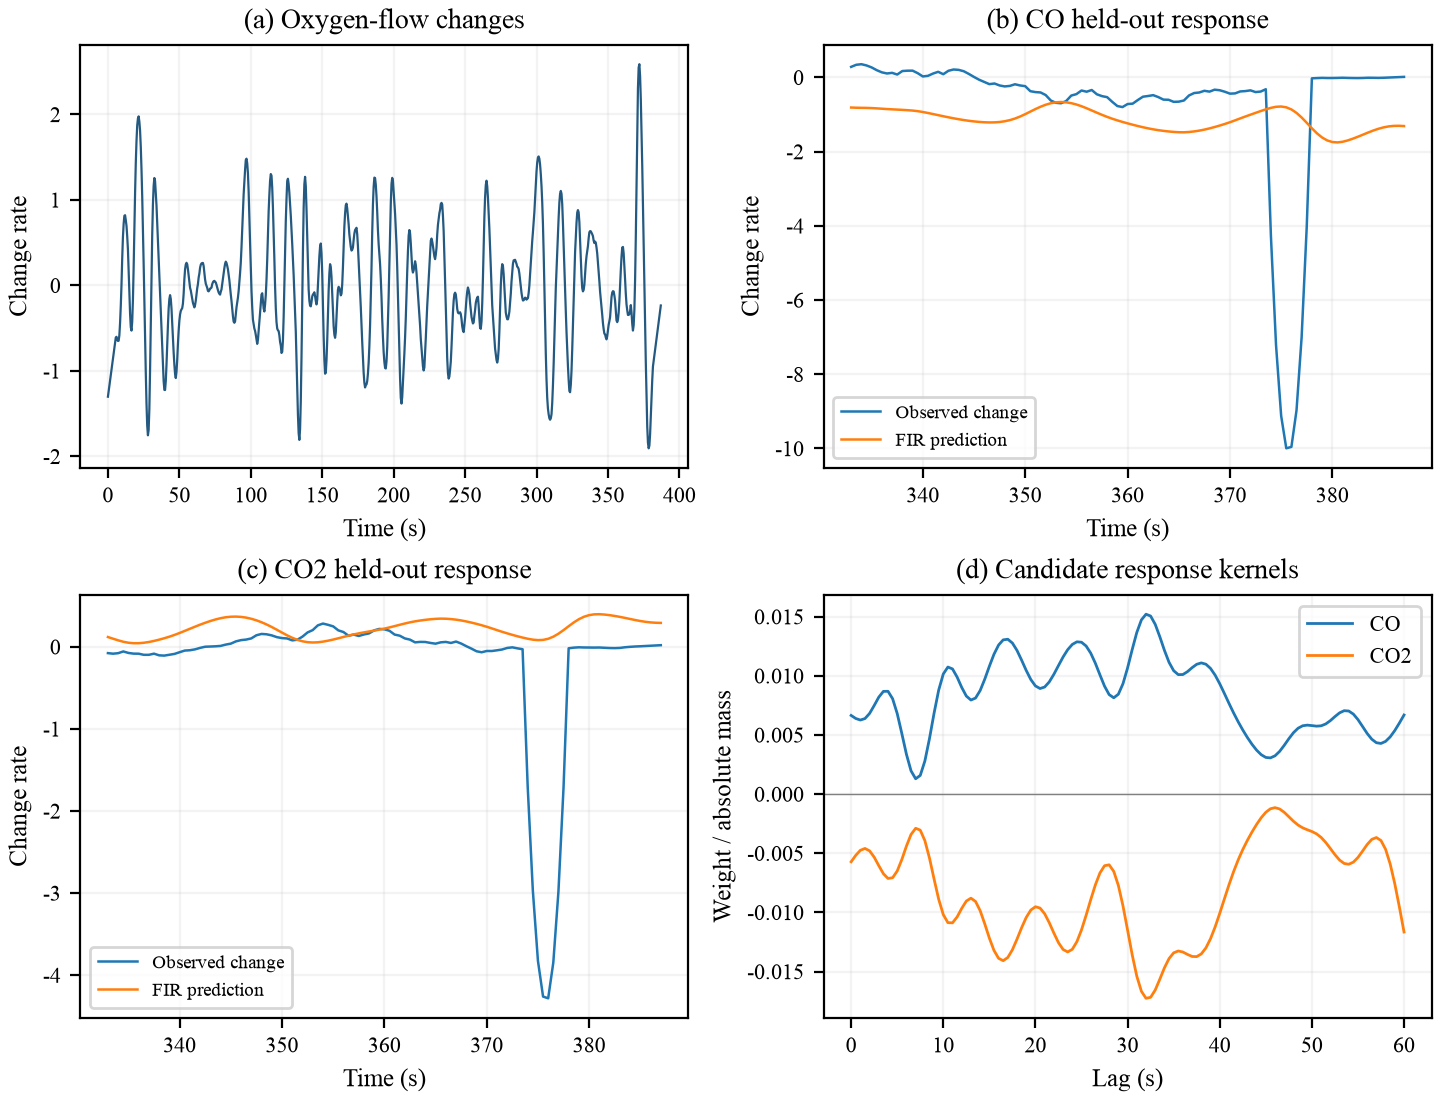 (a) Oxygen-flow changes
Change rate
2
1
0
-1
-2
0 50 100 150 200 250 300 350 400
Time (s)
(b) CO held-out response
Change rate
0
-2
-4
-6
-8
-10
Observed change
FIR prediction
340 350 360 370 380
Time (s)
(c) CO2 held-out response
Change rate
0
-1
-2
-3
-4
Observed change
FIR prediction
340 350 360 370 380
Time (s)
(d) Candidate response kernels
Weight / absolute mass
0.015
0.010
0.005
0.000
-0.005
-0.010
-0.015
CO
CO2
0 10 20 30 40 50 60
Lag (s)